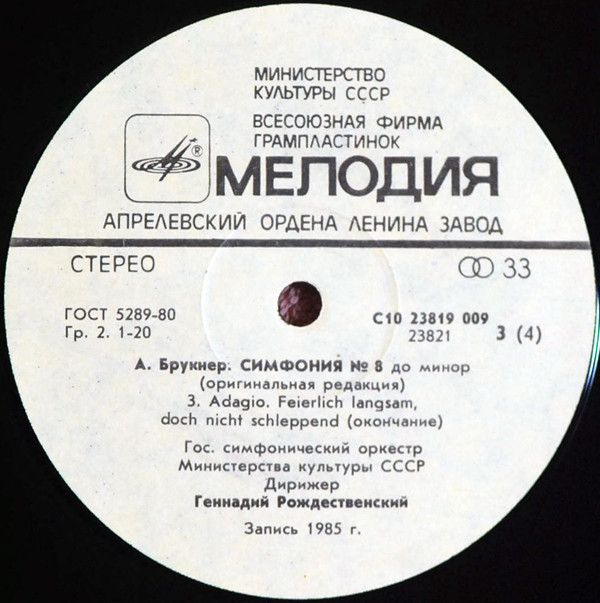 МИНИСТЕРСТВО
КУЛЬТУРЫ СССР
ВСЕСОЮЗНАЯ ФИРМА
ГРАМПЛАСТИНОК
®
МЕЛОДИЯ
АПРЕЛЕВСКИЙ ОРДЕНА ЛЕНИНА ЗАВОД
СТЕРЕО
33
ГОСТ 5289-80
Гр. 2. 1-20
С10 23819 009
23821 3 (4)
А. Брукнер. СИМФОНИЯ № 8 до минор
(оригинальная редакция)
3. Adagio. Feierlich langsam,
doch nicht schleppend (окончание)
Гос. симфонический оркестр
Министерства культуры СССР
Дирижер
Геннадий Рождественский
Запись 1985 г.